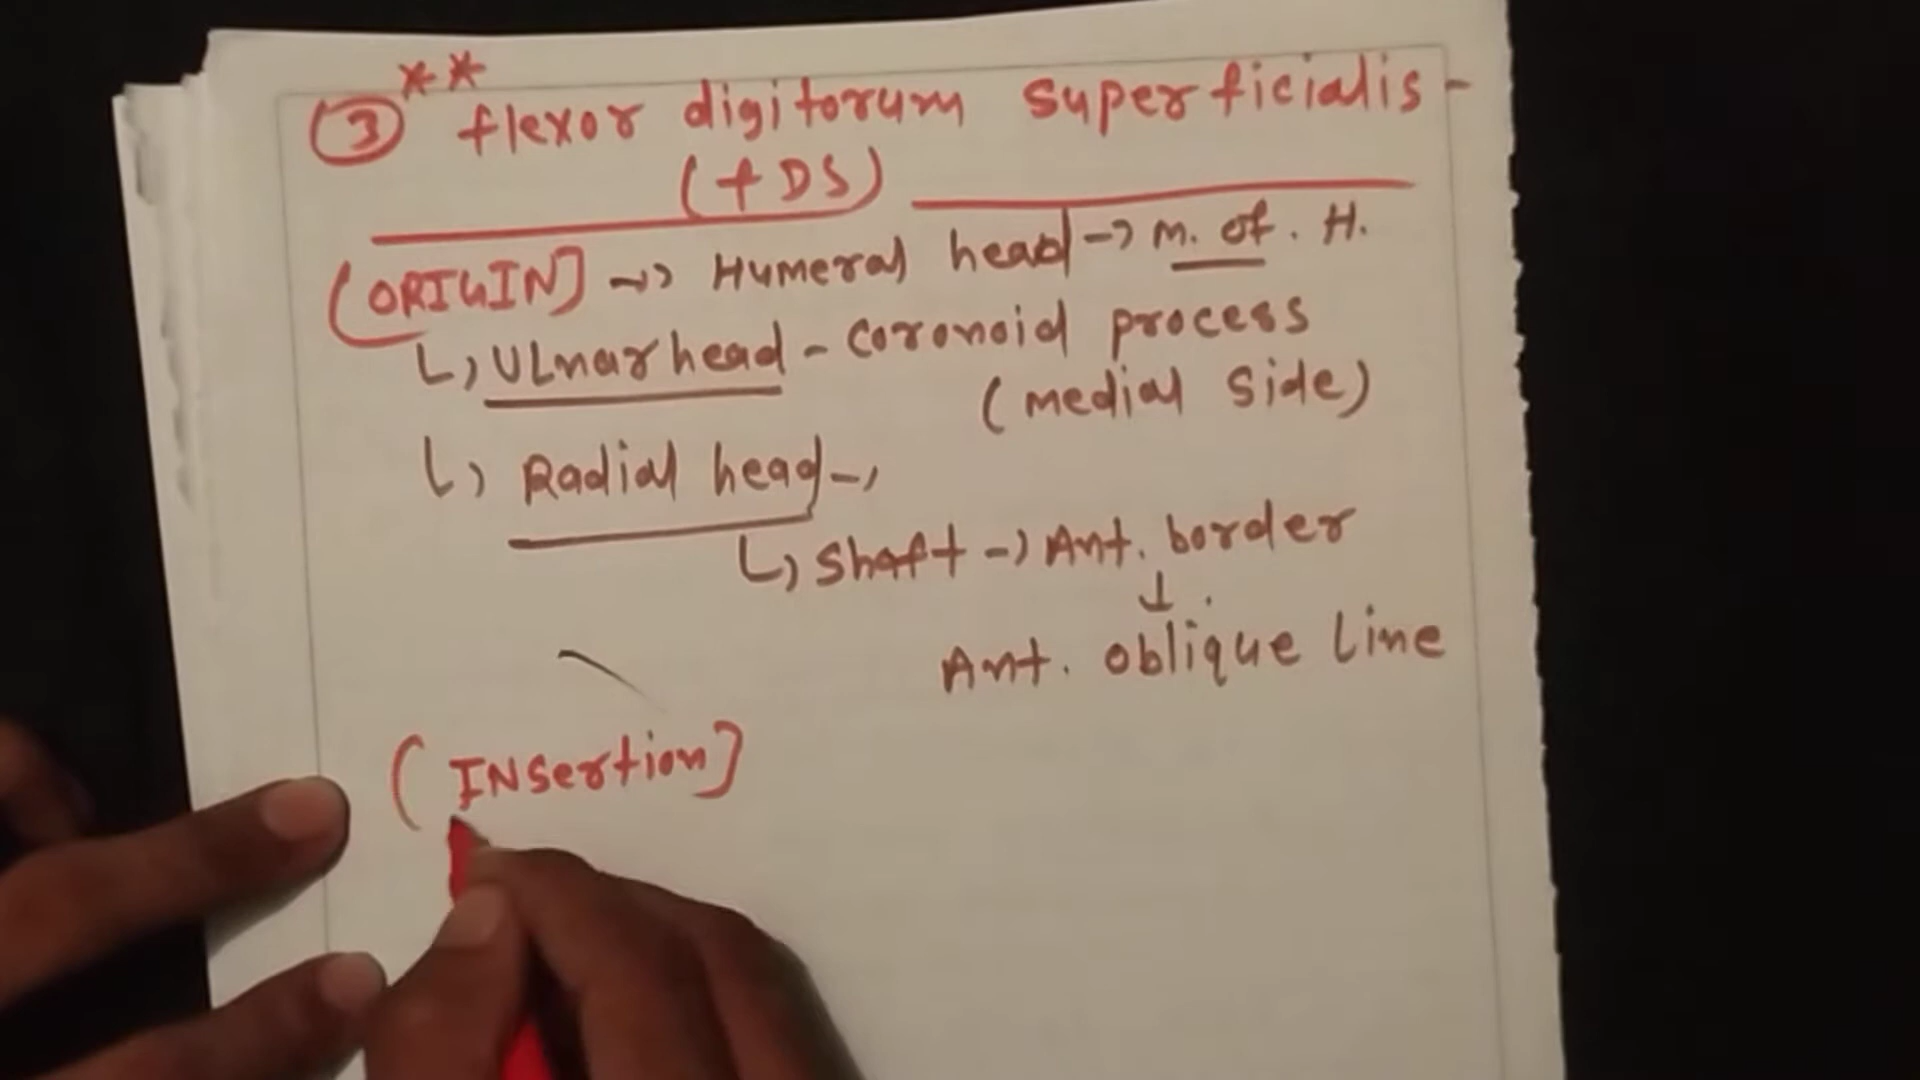 ③ ** flexor digitorum superficialis -
(fDS)
[ORIGIN] → Humeral head → M. of. H.
↳ ULnar head - coronoid process
(medial side)
↳ Radial head →
↳ shaft → Ant. border
↓
Ant. oblique line
[INsertion]